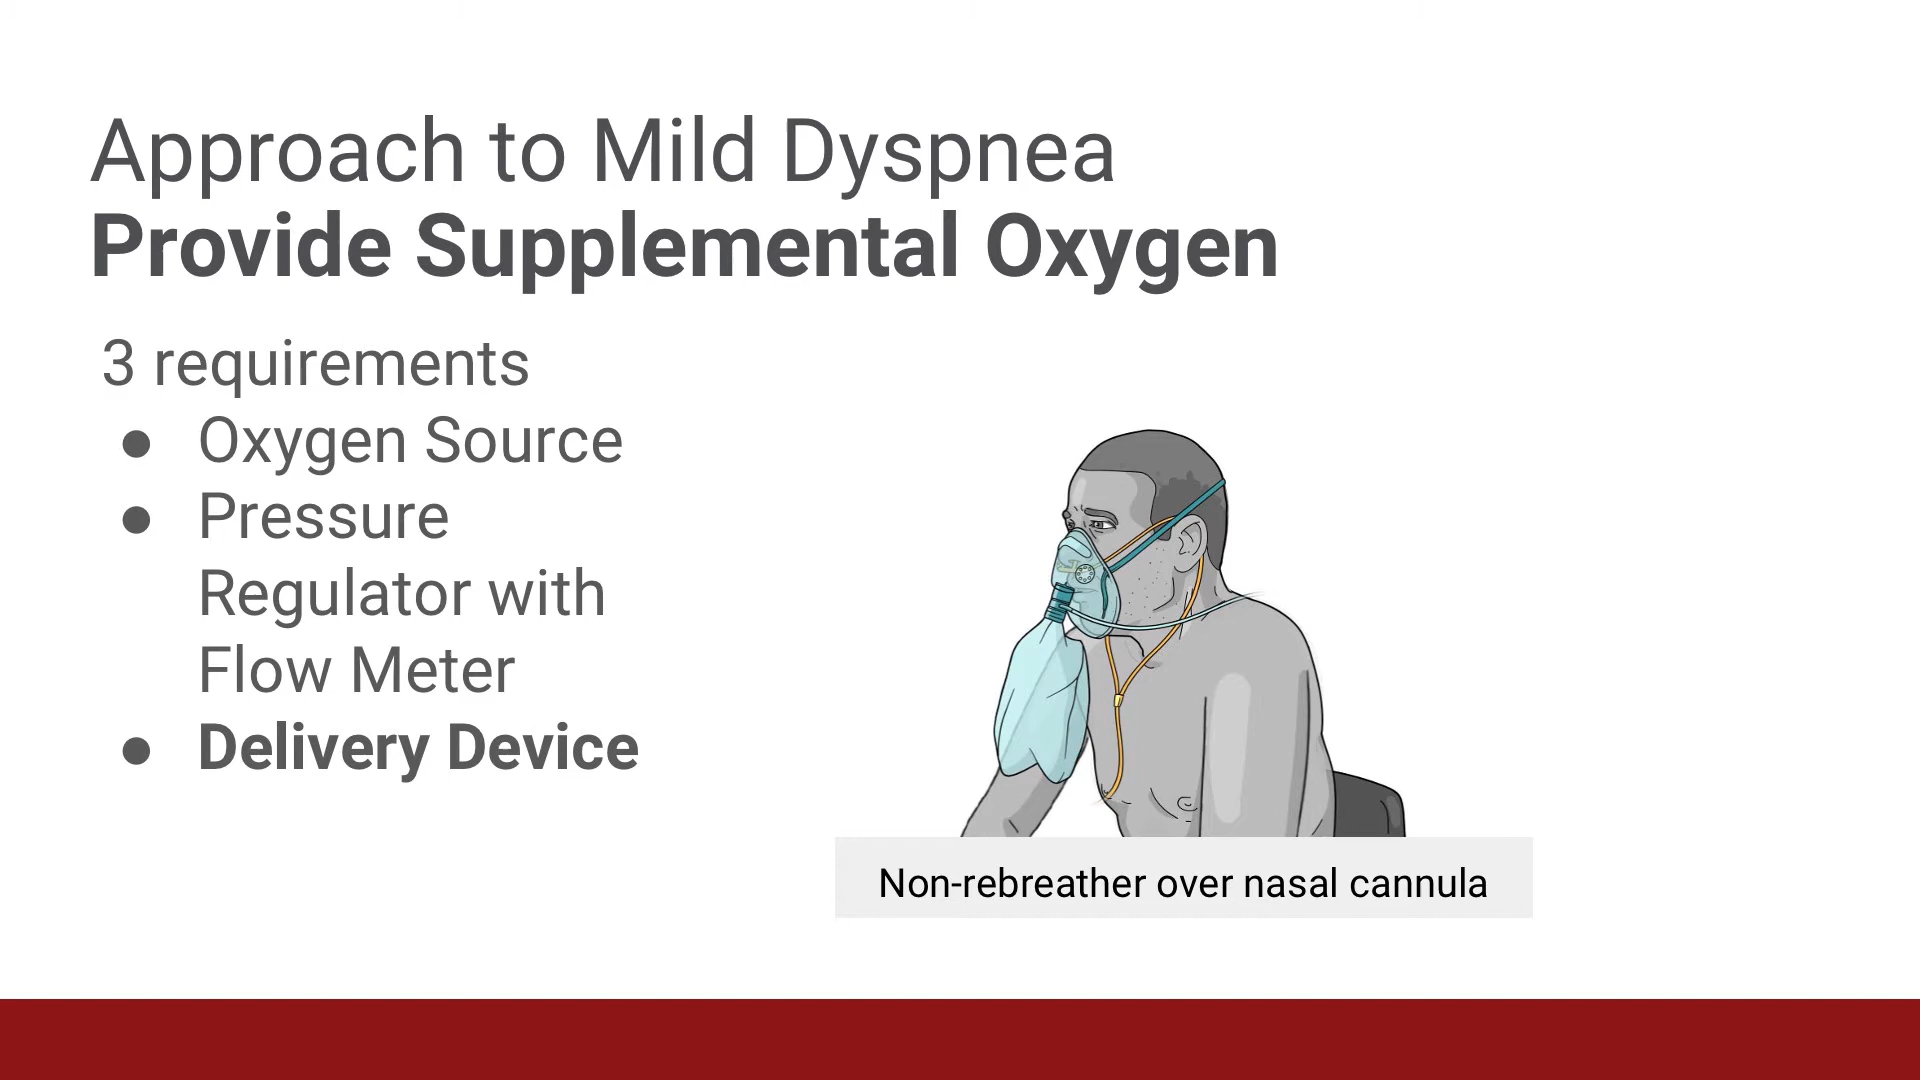 Approach to Mild Dyspnea
Provide Supplemental Oxygen
3 requirements
● Oxygen Source
● Pressure
Regulator with
Flow Meter
● Delivery Device
Non-rebreather over nasal cannula